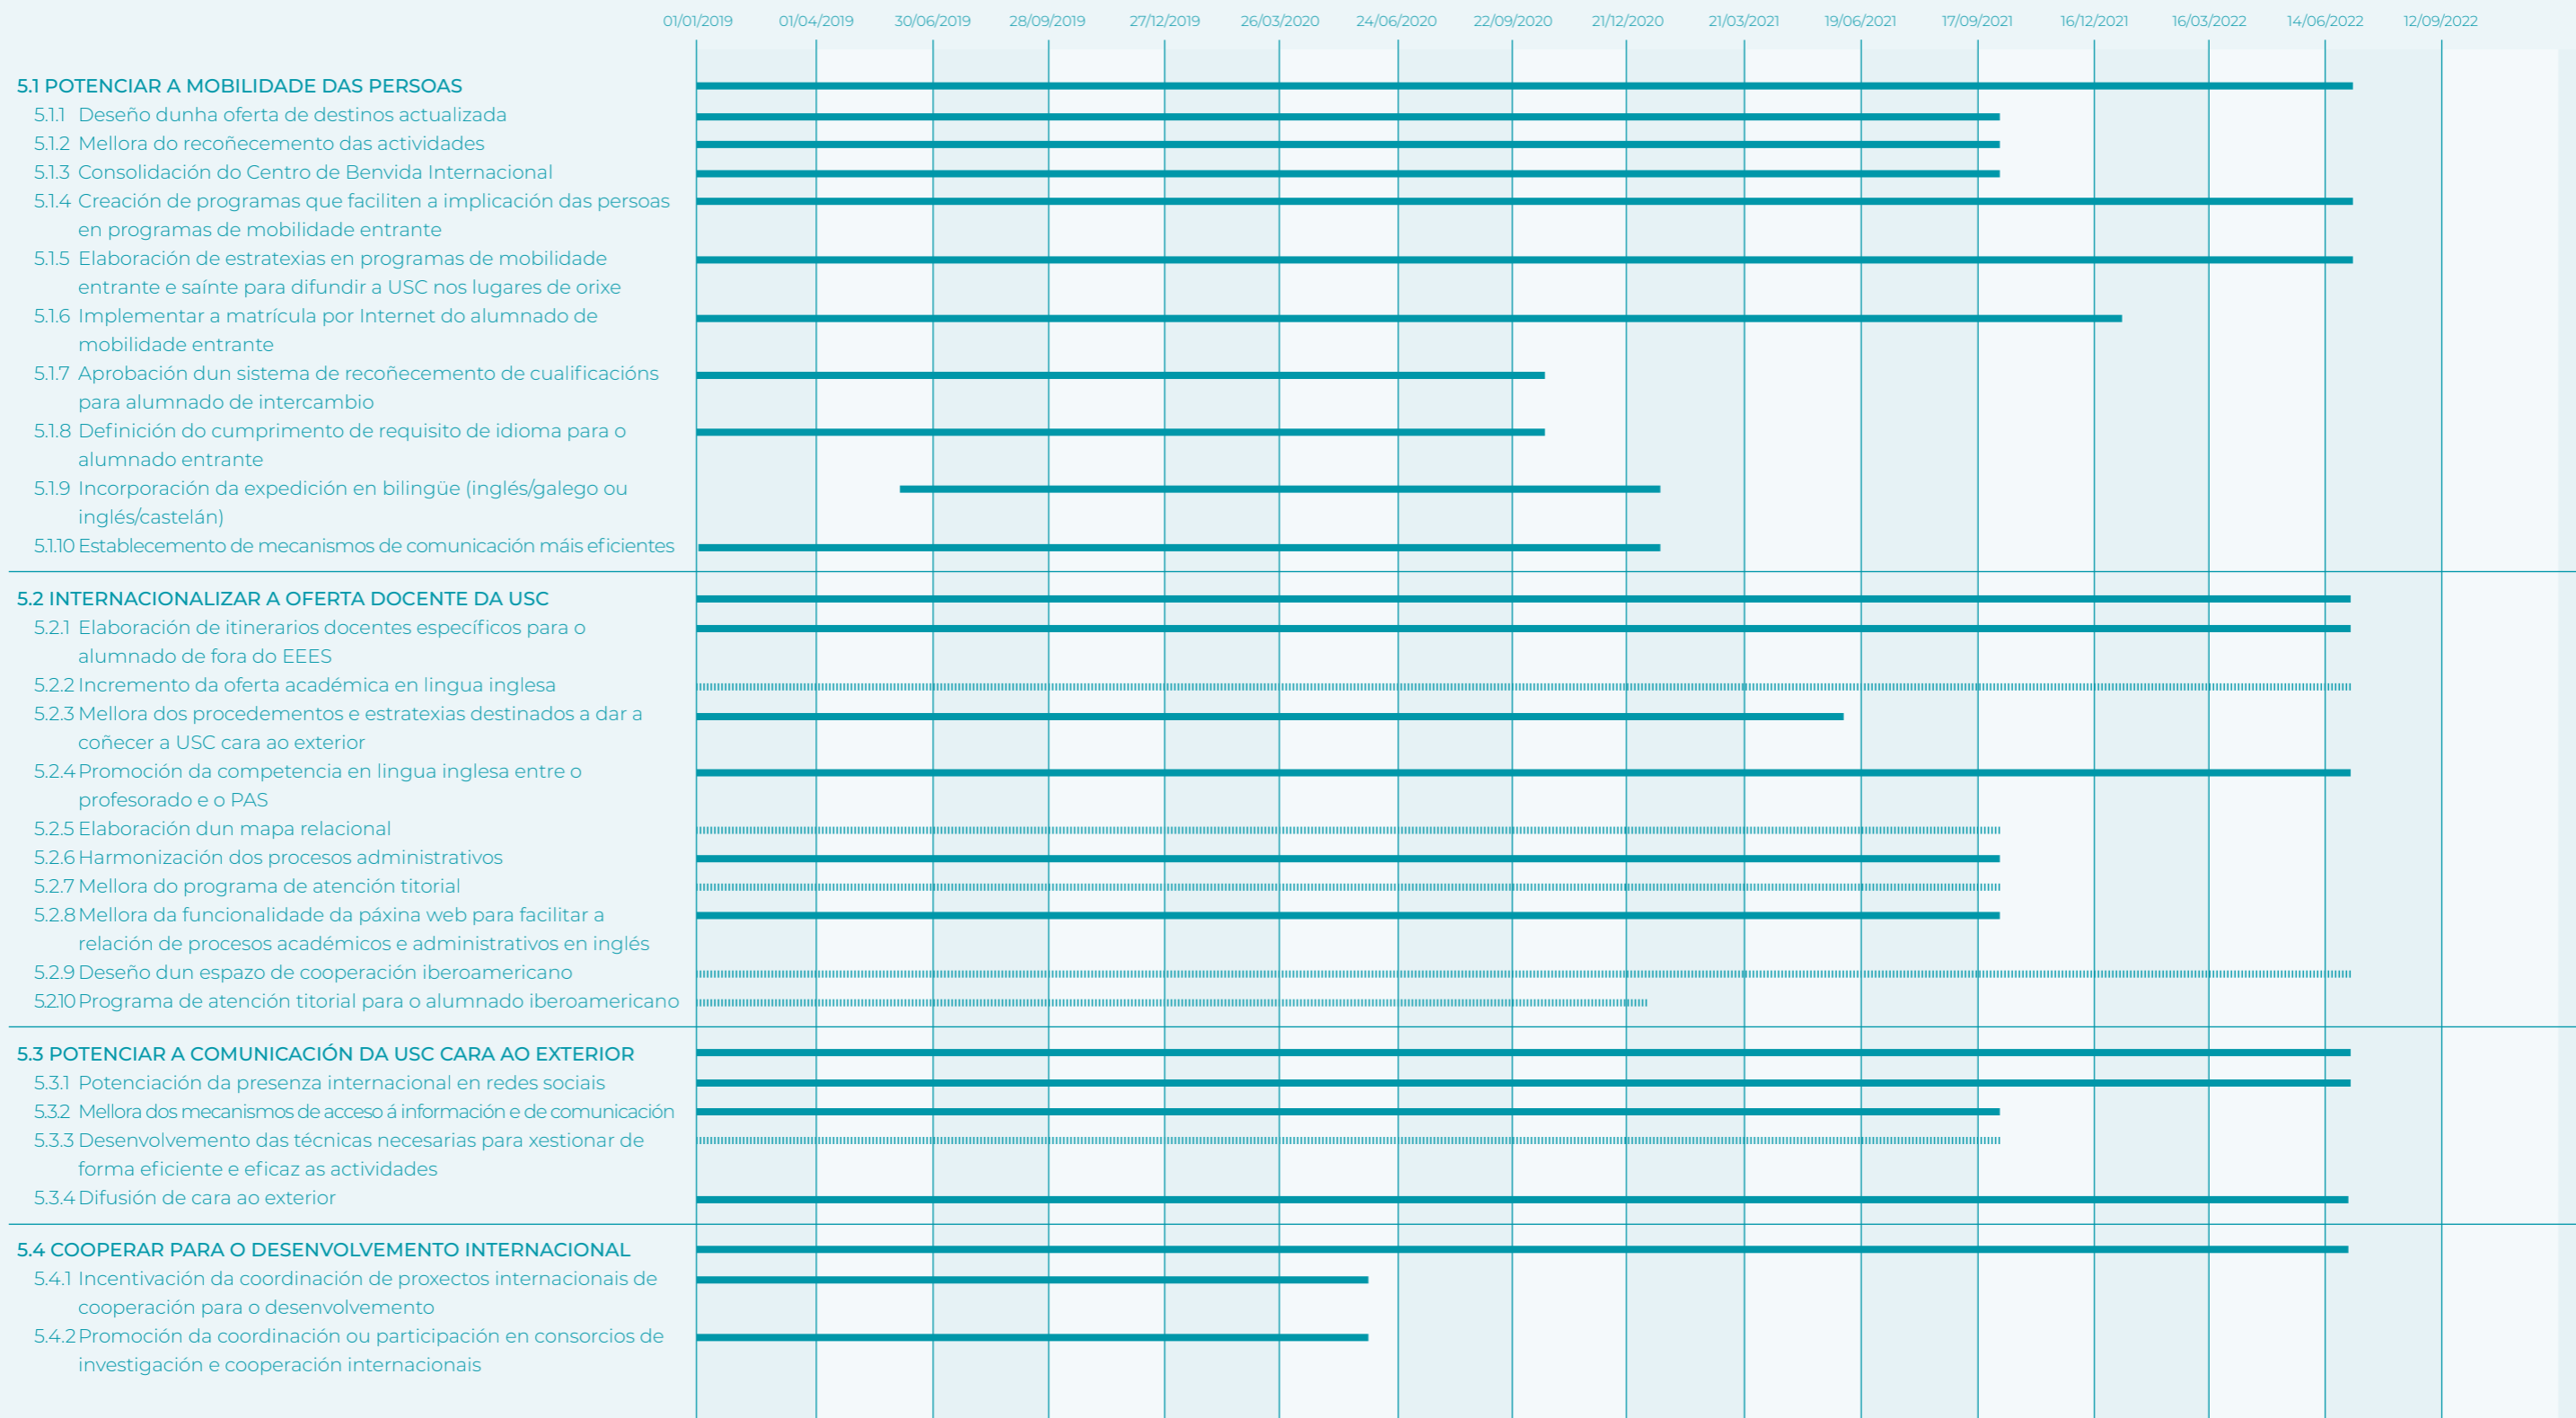 01/01/2019 01/04/2019 30/06/2019 28/09/2019 27/12/2019 26/03/2020 24/06/2020 22/09/2020 21/12/2020 21/03/2021 19/06/2021 17/09/2021 16/12/2021 16/03/2022 14/06/2022 12/09/2022
5.1 POTENCIAR A MOBILIDADE DAS PERSOAS
5.1.1 Deseño dunha oferta de destinos actualizada
5.1.2 Mellora do recoñecemento das actividades
5.1.3 Consolidación do Centro de Benvida Internacional
5.1.4 Creación de programas que faciliten a implicación das persoas
en programas de mobilidade entrante
5.1.5 Elaboración de estratexias en programas de mobilidade
entrante e saínte para difundir a USC nos lugares de orixe
5.1.6 Implementar a matrícula por Internet do alumnado de
mobilidade entrante
5.1.7 Aprobación dun sistema de recoñecemento de cualificacións
para alumnado de intercambio
5.1.8 Definición do cumprimento de requisito de idioma para o
alumnado entrante
5.1.9 Incorporación da expedición en bilingüe (inglés/galego ou
inglés/castelán)
5.1.10 Establecemento de mecanismos de comunicación máis eficientes
5.2 INTERNACIONALIZAR A OFERTA DOCENTE DA USC
5.2.1 Elaboración de itinerarios docentes específicos para o
alumnado de fora do EEES
5.2.2 Incremento da oferta académica en lingua inglesa
5.2.3 Mellora dos procedementos e estratexias destinados a dar a
coñecer a USC cara ao exterior
5.2.4 Promoción da competencia en lingua inglesa entre o
profesorado e o PAS
5.2.5 Elaboración dun mapa relacional
5.2.6 Harmonización dos procesos administrativos
5.2.7 Mellora do programa de atención titorial
5.2.8 Mellora da funcionalidade da páxina web para facilitar a
relación de procesos académicos e administrativos en inglés
5.2.9 Deseño dun espazo de cooperación iberoamericano
5.2.10 Programa de atención titorial para o alumnado iberoamericano
5.3 POTENCIAR A COMUNICACIÓN DA USC CARA AO EXTERIOR
5.3.1 Potenciación da presenza internacional en redes sociais
5.3.2 Mellora dos mecanismos de acceso á información e de comunicación
5.3.3 Desenvolvemento das técnicas necesarias para xestionar de
forma eficiente e eficaz as actividades
5.3.4 Difusión de cara ao exterior
5.4 COOPERAR PARA O DESENVOLVEMENTO INTERNACIONAL
5.4.1 Incentivación da coordinación de proxectos internacionais de
cooperación para o desenvolvemento
5.4.2 Promoción da coordinación ou participación en consorcios de
investigación e cooperación internacionais